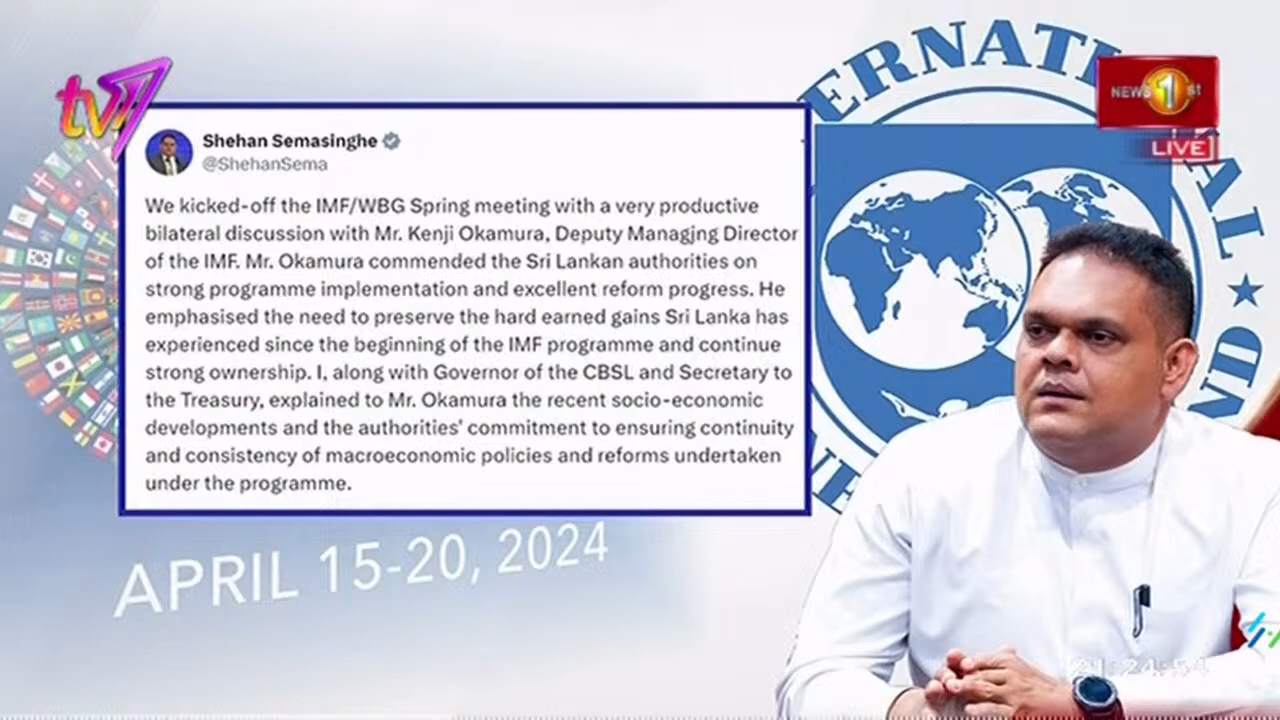 tv1
NEWS 1st
LIVE
Shehan Semasinghe
@ShehanSema
We kicked-off the IMF/WBG Spring meeting with a very productive
bilateral discussion with Mr. Kenji Okamura, Deputy Managing Director
of the IMF. Mr. Okamura commended the Sri Lankan authorities on
strong programme implementation and excellent reform progress. He
emphasised the need to preserve the hard earned gains Sri Lanka has
experienced since the beginning of the IMF programme and continue
strong ownership. I, along with Governor of the CBSL and Secretary to
the Treasury, explained to Mr. Okamura the recent socio-economic
developments and the authorities' commitment to ensuring continuity
and consistency of macroeconomic policies and reforms undertaken
under the programme.
APRIL 15-20, 2024
21:24:54